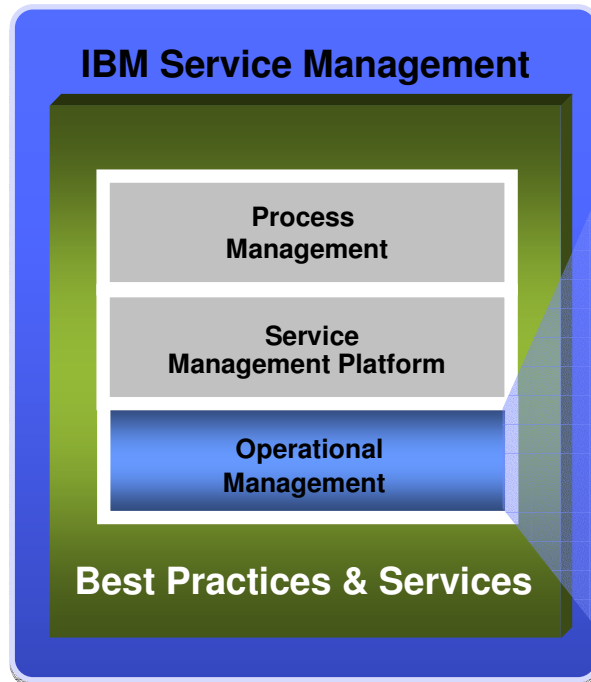 IBM Service Management
Process
Management
Service
Management Platform
Operational
Management
Best Practices & Services